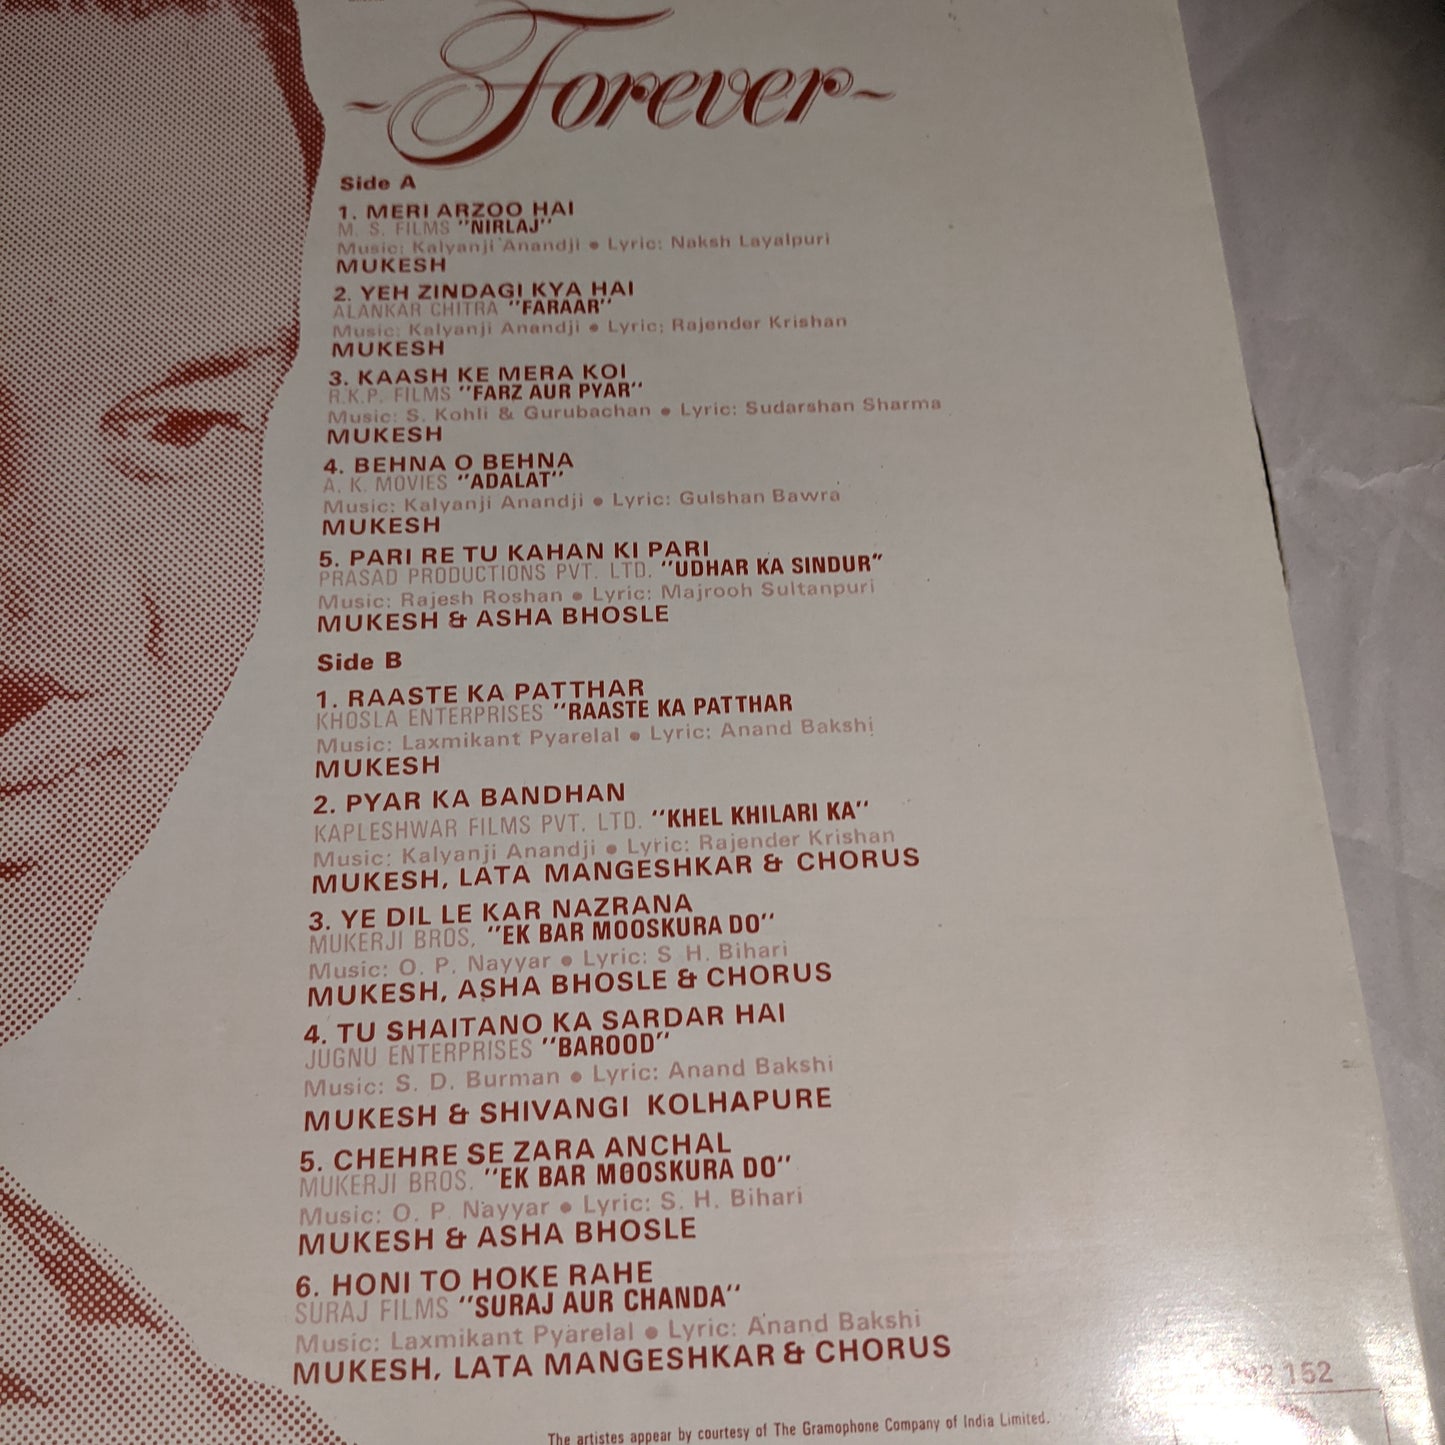 ~Forever~
Side A
1. MERI ARZOO HAI
M. S. FILMS "NIRLAJ"
Music: Kalyanji Anandji ● Lyric: Naksh Layalpuri
MUKESH
2. YEH ZINDAGI KYA HAI
ALANKAR CHITRA "FARAAR"
Music: Kalyanji Anandji ● Lyric; Rajender Krishan
MUKESH
3. KAASH KE MERA KOI
R.K.P. FILMS "FARZ AUR PYAR"
Music: S. Kohli & Gurubachan ● Lyric: Sudarshan Sharma
MUKESH
4. BEHNA O BEHNA
A. K. MOVIES "ADALAT"
Music: Kalyanji Anandji ● Lyric: Gulshan Bawra
MUKESH
5. PARI RE TU KAHAN KI PARI
PRASAD PRODUCTIONS PVT. LTD. "UDHAR KA SINDUR"
Music: Rajesh Roshan ● Lyric: Majrooh Sultanpuri
MUKESH & ASHA BHOSLE
Side B
1. RAASTE KA PATTHAR
KHOSLA ENTERPRISES "RAASTE KA PATTHAR
Music: Laxmikant Pyarelal ● Lyric: Anand Bakshi
MUKESH
2. PYAR KA BANDHAN
KAPLESHWAR FILMS PVT. LTD. "KHEL KHILARI KA"
Music: Kalyanji Anandji ● Lyric: Rajender Krishan
MUKESH, LATA MANGESHKAR & CHORUS
3. YE DIL LE KAR NAZRANA
MUKERJI BROS, "EK BAR MOOSKURA DO"
Music: O. P. Nayyar ● Lyric: S H. Bihari
MUKESH, ASHA BHOSLE & CHORUS
4. TU SHAITANO KA SARDAR HAI
JUGNU ENTERPRISES "BAROOD"
Music: S. D. Burman ● Lyric: Anand Bakshi
MUKESH & SHIVANGI KOLHAPURE
5. CHEHRE SE ZARA ANCHAL
MUKERJI BROS. "EK BAR MOOSKURA DO"
Music: O. P. Nayyar ● Lyric: S. H. Bihari
MUKESH & ASHA BHOSLE
6. HONI TO HOKE RAHE
SURAJ FILMS "SURAJ AUR CHANDA"
Music: Laxmikant Pyarelal ● Lyric: Anand Bakshi
MUKESH, LATA MANGESHKAR & CHORUS
152
The artistes appear by courtesy of The Gramophone Company of India Limited.